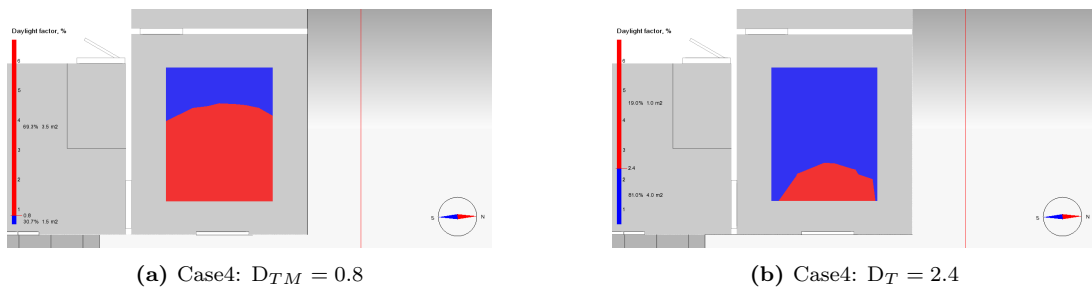 Daylight factor, %
6
5
4
69.3% 3.5 m2
3
2
1
0.8
30.7% 1.5 m2
S
N
(a) Case4: D_{TM} = 0.8
Daylight factor, %
6
5
19.0% 1.0 m2
4
3
2.4
2
81.0% 4.0 m2
1
S
N
(b) Case4: D_T = 2.4